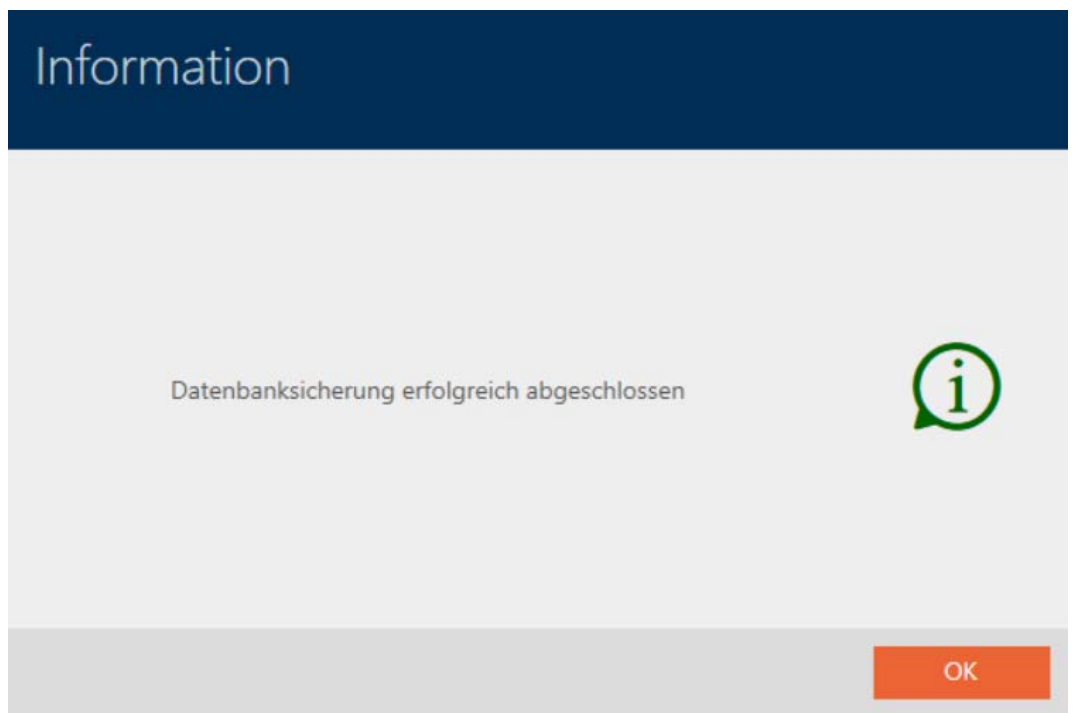 Information
Datenbanksicherung erfolgreich abgeschlossen
i
OK